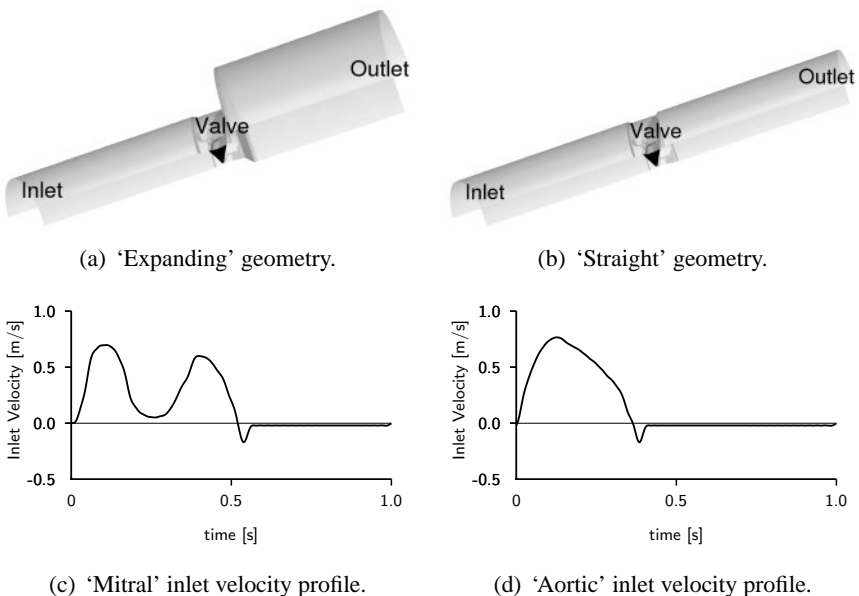 Outlet
Valve
Inlet
Outlet
Valve
Inlet
(a) ‘Expanding’ geometry.
(b) ‘Straight’ geometry.
Inlet Velocity [m/s]
1.0
0.5
0.0
-0.5
0
0.5
1.0
time [s]
Inlet Velocity [m/s]
1.0
0.5
0.0
-0.5
0
0.5
1.0
time [s]
(c) ‘Mitral’ inlet velocity profile.
(d) ‘Aortic’ inlet velocity profile.